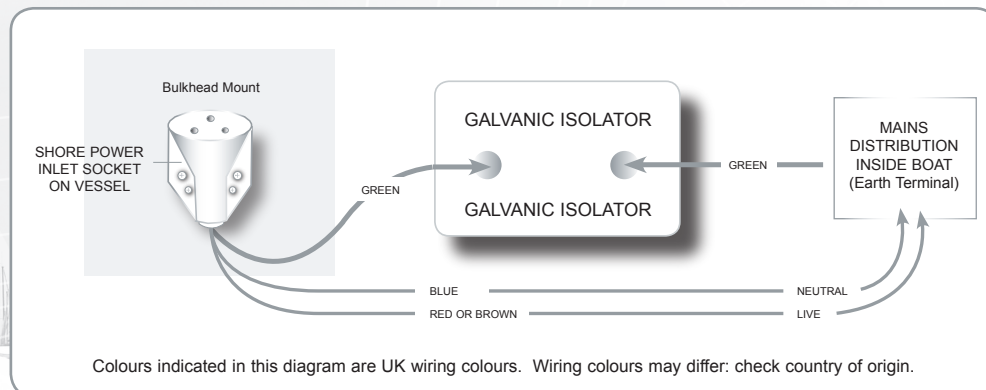 Bulkhead Mount
SHORE POWER
INLET SOCKET
ON VESSEL
GREEN
GALVANIC ISOLATOR
GALVANIC ISOLATOR
GREEN
MAINS
DISTRIBUTION
INSIDE BOAT
(Earth Terminal)
BLUE
NEUTRAL
RED OR BROWN
LIVE
Colours indicated in this diagram are UK wiring colours. Wiring colours may differ: check country of origin.